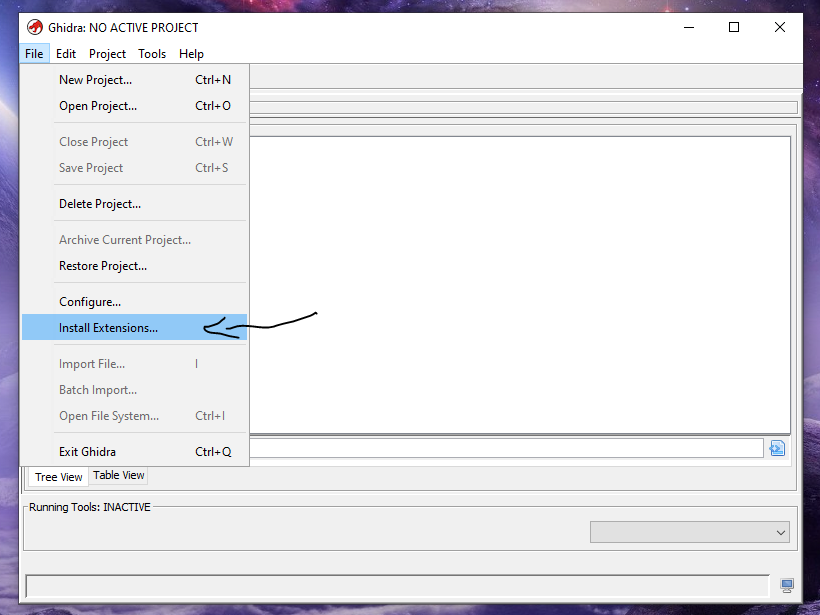 Ghidra: NO ACTIVE PROJECT
File Edit Project Tools Help
New Project... Ctrl+N
Open Project... Ctrl+O
Close Project Ctrl+W
Save Project Ctrl+S
Delete Project...
Archive Current Project...
Restore Project...
Configure...
Install Extensions...
Import File... I
Batch Import...
Open File System... Ctrl+I
Exit Ghidra Ctrl+Q
Tree View Table View
Running Tools: INACTIVE